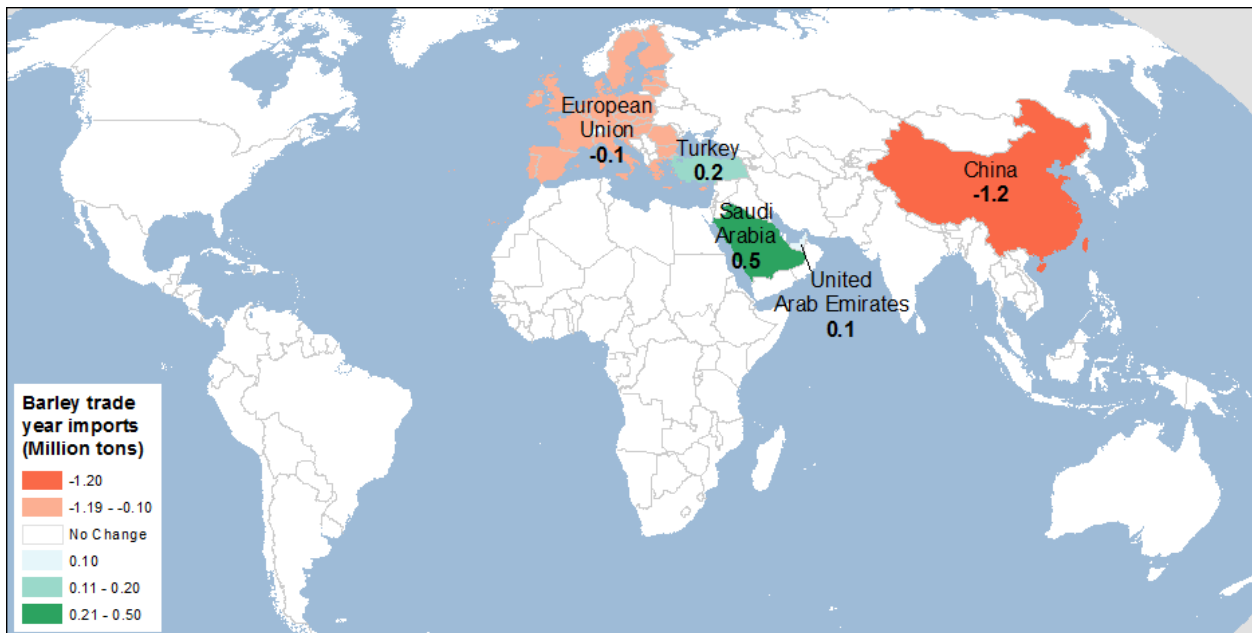 European
Union
-0.1
Turkey
0.2
China
-1.2
Saudi
Arabia
0.5
United
Arab Emirates
0.1
Barley trade
year imports
(Million tons)
-1.20
-1.19 - -0.10
No Change
0.10
0.11 - 0.20
0.21 - 0.50